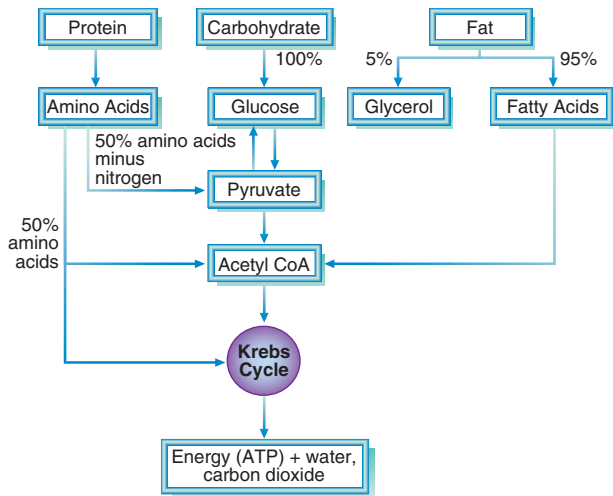 Protein
Carbohydrate
Fat
100%
5%
95%
Amino Acids
Glucose
Glycerol
Fatty Acids
50% amino acids
minus
nitrogen
Pyruvate
50%
amino
acids
Acetyl CoA
Krebs
Cycle
Energy (ATP) + water,
carbon dioxide